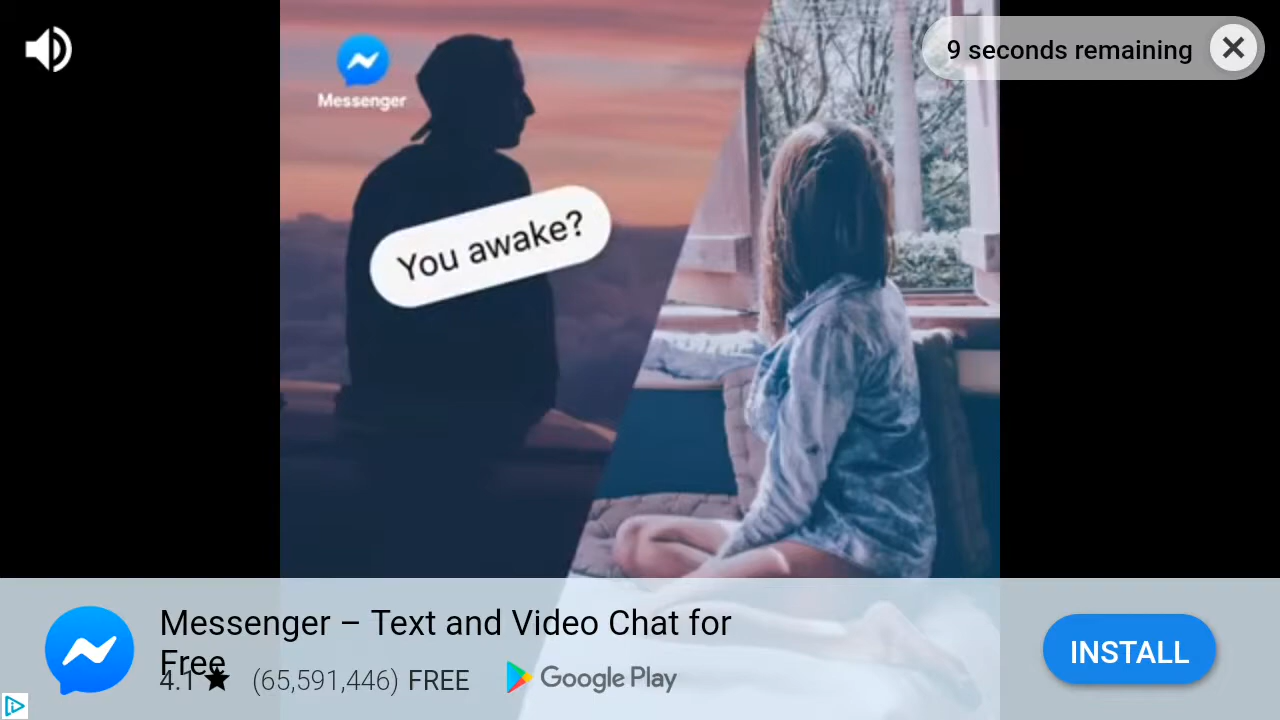 Messenger
9 seconds remaining
You awake?
Messenger – Text and Video Chat for
Free
4.1 ★ (65,591,446) FREE
Google Play
INSTALL